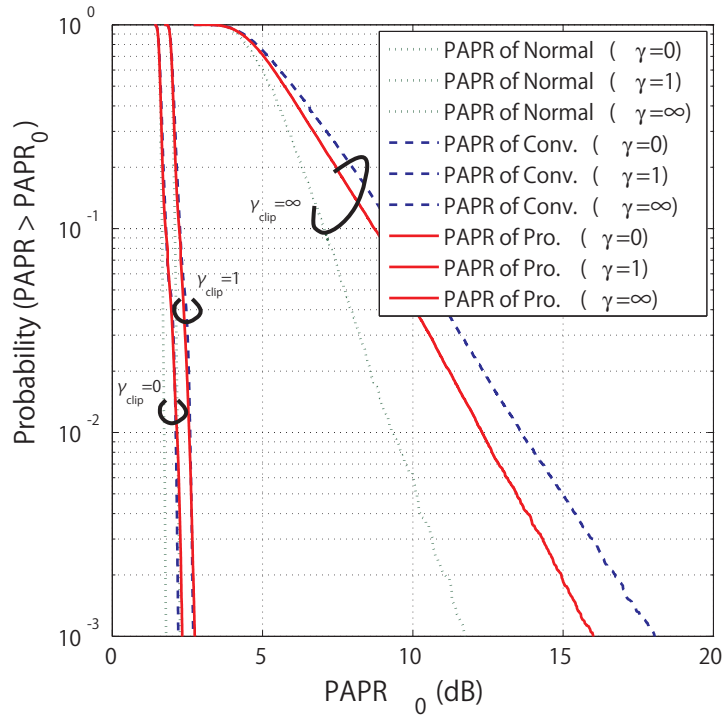 10^0
10^-1
10^-2
10^-3
Probability (PAPR > PAPR_0)
0
5
10
15
20
PAPR _0 (dB)
PAPR of Normal ( γ=0)
PAPR of Normal ( γ=1)
PAPR of Normal ( γ=∞)
PAPR of Conv. ( γ=0)
PAPR of Conv. ( γ=1)
PAPR of Conv. ( γ=∞)
PAPR of Pro. ( γ=0)
PAPR of Pro. ( γ=1)
PAPR of Pro. ( γ=∞)
γ_clip=∞
γ_clip=1
γ_clip=0